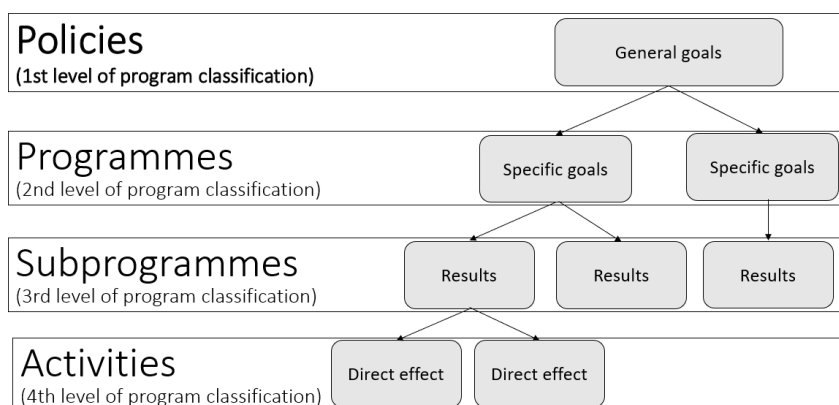 Policies
(1st level of program classification)
General goals
Programmes
(2nd level of program classification)
Specific goals
Specific goals
Subprogrammes
(3rd level of program classification)
Results
Results
Results
Activities
(4th level of program classification)
Direct effect
Direct effect